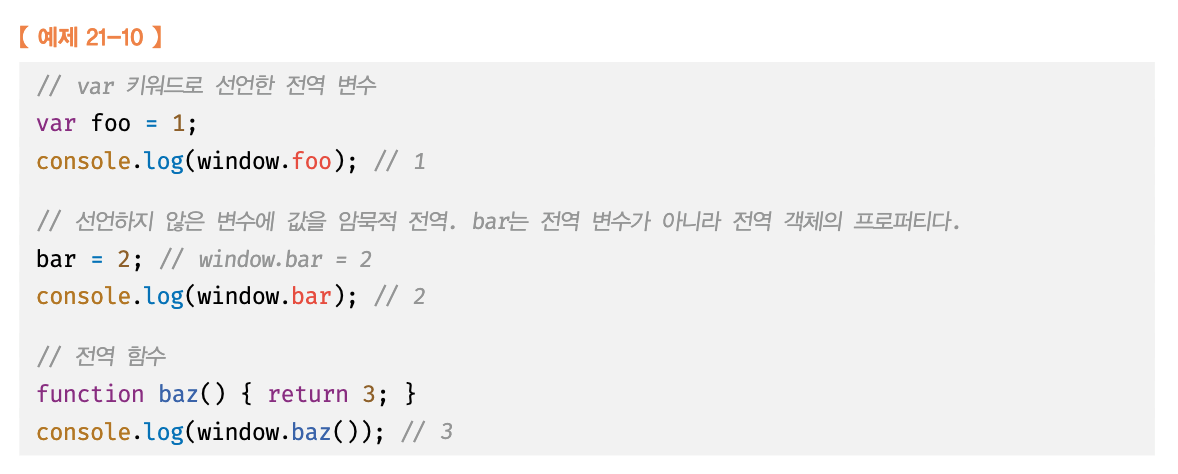 【 예제 21-10 】
// var 키워드로 선언한 전역 변수
var foo = 1;
console.log(window.foo); // 1
// 선언하지 않은 변수에 값을 암묵적 전역. bar는 전역 변수가 아니라 전역 객체의 프로퍼티다.
bar = 2; // window.bar = 2
console.log(window.bar); // 2
// 전역 함수
function baz() { return 3; }
console.log(window.baz()); // 3